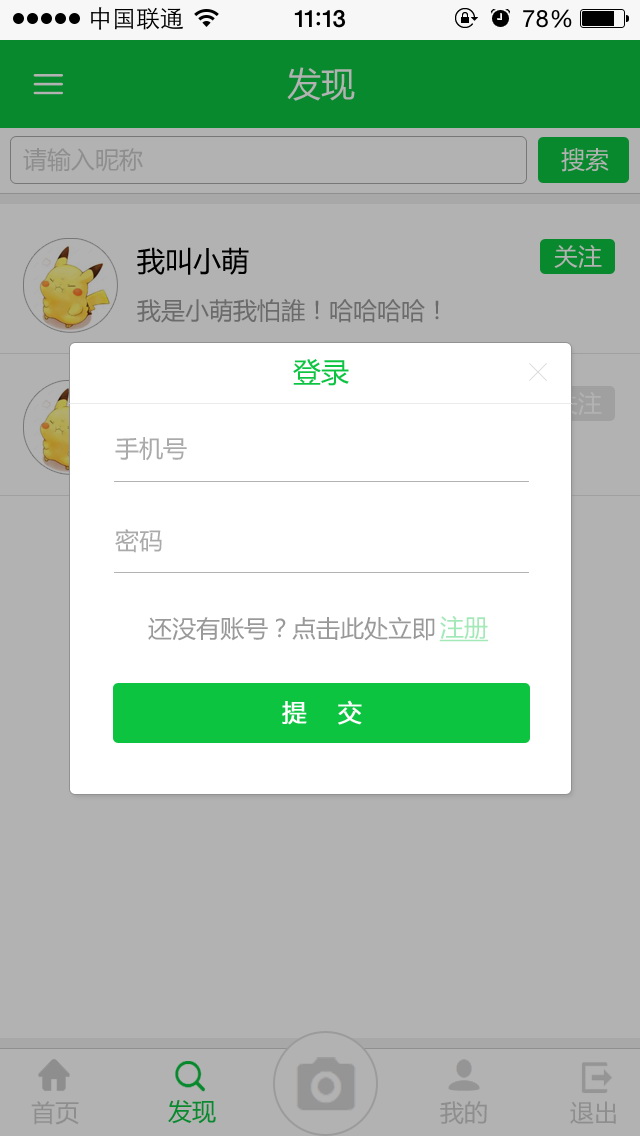 中国联通 11:13 78%
发现
请输入昵称 搜索
我叫小萌 关注
我是小萌我怕誰！哈哈哈哈！
登录
关注
手机号
密码
还没有账号？点击此处立即注册
提 交
首页 发现 我的 退出